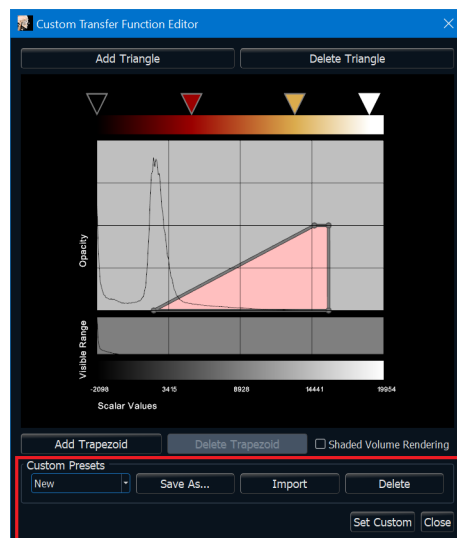 Custom Transfer Function Editor
Add Triangle
Delete Triangle
Opacity
Visible Range
-2098 3415 8928 14441 19954
Scalar Values
Add Trapezoid
Delete Trapezoid
Shaded Volume Rendering
Custom Presets
New
Save As...
Import
Delete
Set Custom
Close